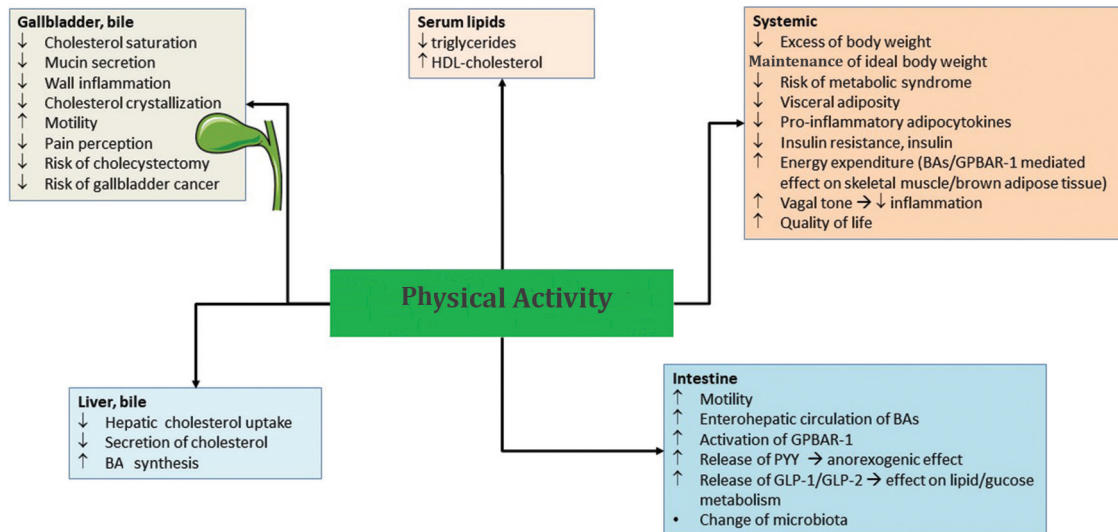 Gallbladder, bile
↓ Cholesterol saturation
↓ Mucin secretion
↓ Wall inflammation
↓ Cholesterol crystallization
↑ Motility
↓ Pain perception
↓ Risk of cholecystectomy
↓ Risk of gallbladder cancer
Serum lipids
↓ triglycerides
↑ HDL-cholesterol
Systemic
↓ Excess of body weight
Maintenance of ideal body weight
↓ Risk of metabolic syndrome
↓ Visceral adiposity
↓ Pro-inflammatory adipocytokines
↓ Insulin resistance, insulin
↑ Energy expenditure (BAs/GPBAR-1 mediated
effect on skeletal muscle/brown adipose tissue)
↑ Vagal tone → ↓ inflammation
↑ Quality of life
Physical Activity
Liver, bile
↓ Hepatic cholesterol uptake
↓ Secretion of cholesterol
↑ BA synthesis
Intestine
↑ Motility
↑ Enterohepatic circulation of BAs
↑ Activation of GPBAR-1
↑ Release of PYY → anorexogenic effect
↑ Release of GLP-1/GLP-2 → effect on lipid/gucose
metabolism
• Change of microbiota